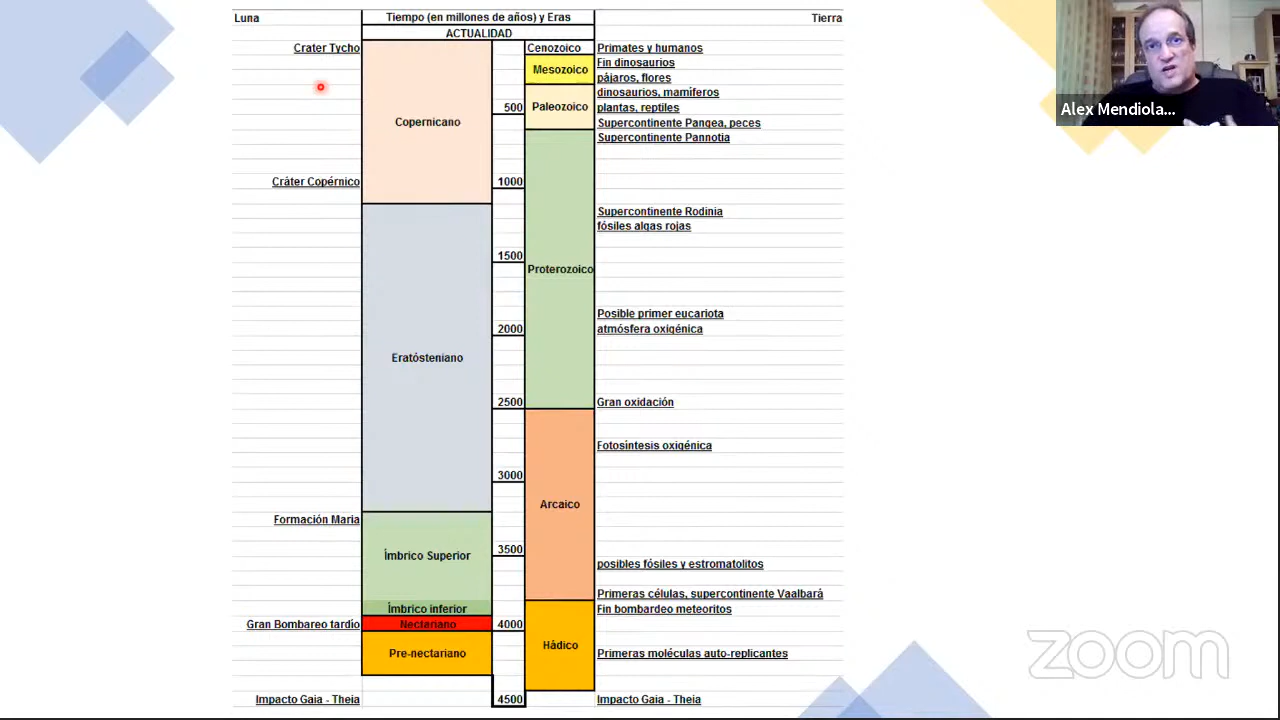 Luna Tiempo (en millones de años) y Eras Tierra
ACTUALIDAD
Crater Tycho Cenozoico Primates y humanos
Mesozoico Fin dinosaurios
pájaros, flores
dinosaurios, mamíferos
500 Paleozoico plantas, reptiles
Copernicano Supercontinente Pangea, peces
Supercontinente Pannotia
Cráter Copérnico 1000
Supercontinente Rodinia
fósiles algas rojas
1500
Proterozoico
Posible primer eucariota
2000 atmósfera oxigénica
Eratósteniano
2500 Gran oxidación
Fotosíntesis oxigénica
3000
Arcaico
Formación Maria
3500
Ímbrico Superior
posibles fósiles y estromatolitos
Primeras células, supercontinente Vaalbará
Ímbrico inferior Fin bombardeo meteoritos
Gran Bombareo tardío Nectariano 4000
Hádico
Pre-nectariano Primeras moléculas auto-replicantes
Impacto Gaia - Theia 4500 Impacto Gaia - Theia
Alex Mendiola...
zoom